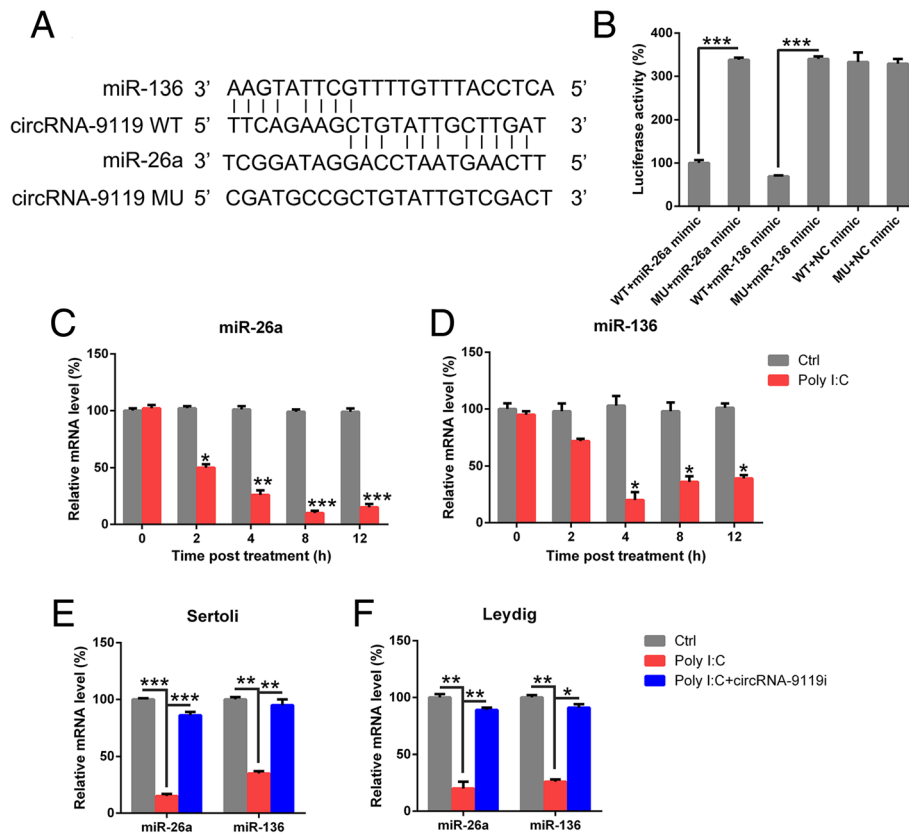 A
miR-136 3' AAGTATTCGTTTTGTTTACCTCA 5'
circRNA-9119 WT 5' TTCAGAAGCTGTATTGCTTGAT 3'
miR-26a 3' TCGGATAGGACCTAATGAACTT 5'
circRNA-9119 MU 5' CGATGCCGCTGTATTGTCGACT 3'
B
Luciferase activity (%)
400
300
200
100
0
***
***
WT+miR-26a mimic
MU+miR-26a mimic
WT+miR-136 mimic
MU+miR-136 mimic
WT+NC mimic
MU+NC mimic
C
miR-26a
Relative mRNA level (%)
150
100
50
0
*
**
***
***
0 2 4 8 12
Time post treatment (h)
D
miR-136
Relative mRNA level (%)
150
100
50
0
*
*
*
0 2 4 8 12
Time post treatment (h)
Ctrl
Poly I:C
E
Sertoli
Relative mRNA level (%)
150
100
50
0
***
***
**
**
miR-26a miR-136
F
Leydig
Relative mRNA level (%)
150
100
50
0
**
**
**
*
miR-26a miR-136
Ctrl
Poly I:C
Poly I:C+circRNA-9119i